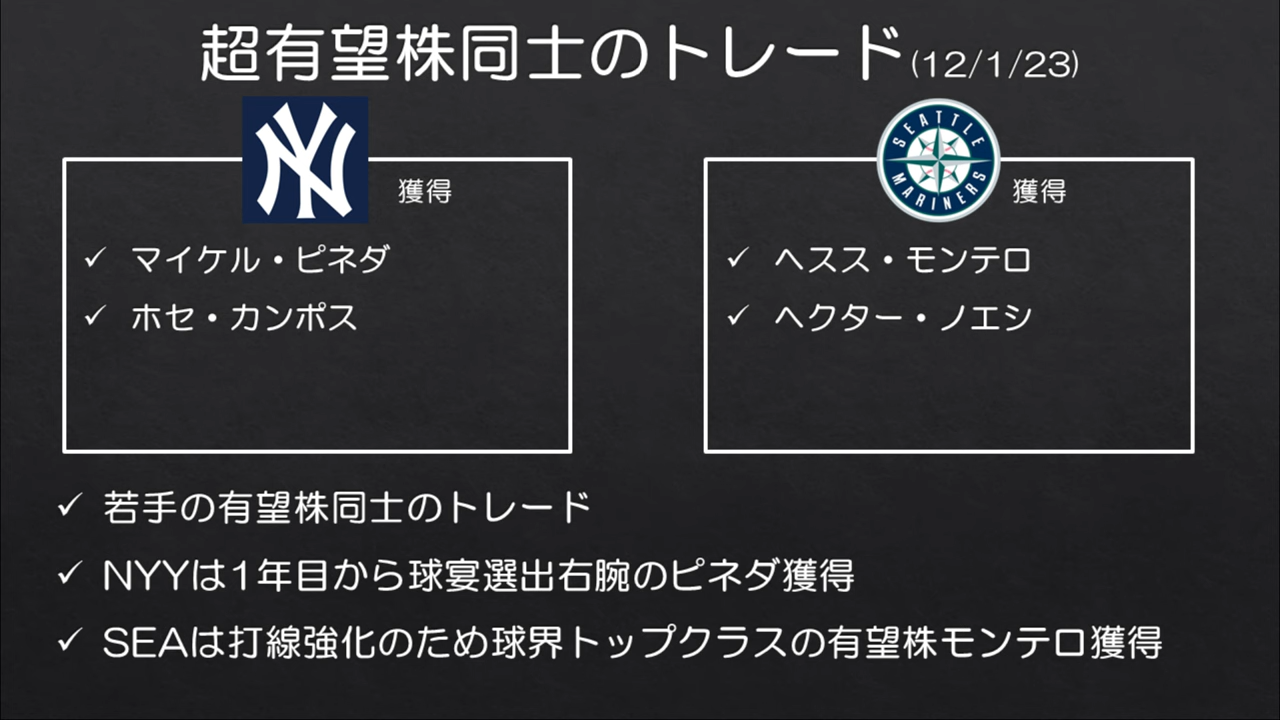 超有望株同士のトレード(12/1/23)
NY
SEATTLE MARINERS
獲得
獲得
✓ マイケル・ピネダ
✓ ホセ・カンポス
✓ ヘスス・モンテロ
✓ ヘクター・ノエシ
✓ 若手の有望株同士のトレード
✓ NYYは1年目から球宴選出右腕のピネダ獲得
✓ SEAは打線強化のため球界トップクラスの有望株モンテロ獲得